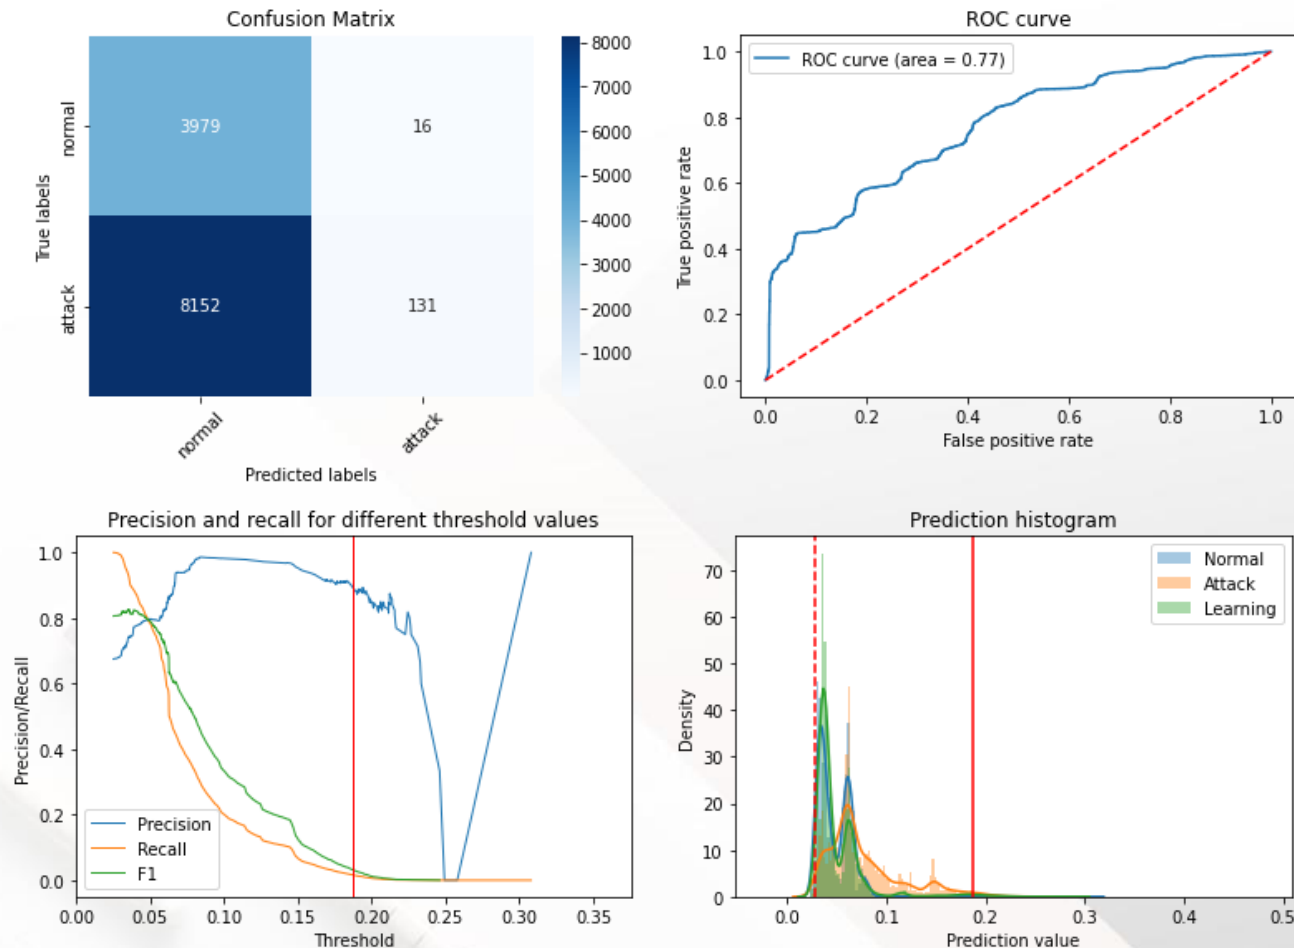 Confusion Matrix
8000
7000
6000
5000
4000
3000
2000
1000
normal
attack
True labels
3979
16
8152
131
normal
attack
Predicted labels
ROC curve
ROC curve (area = 0.77)
1.0
0.8
0.6
0.4
0.2
0.0
True positive rate
0.0
0.2
0.4
0.6
0.8
1.0
False positive rate
Precision and recall for different threshold values
1.0
0.8
0.6
0.4
0.2
0.0
Precision/Recall
Precision
Recall
F1
0.00
0.05
0.10
0.15
0.20
0.25
0.30
0.35
Threshold
Prediction histogram
Normal
Attack
Learning
70
60
50
40
30
20
10
0
Density
0.0
0.1
0.2
0.3
0.4
0.5
Prediction value